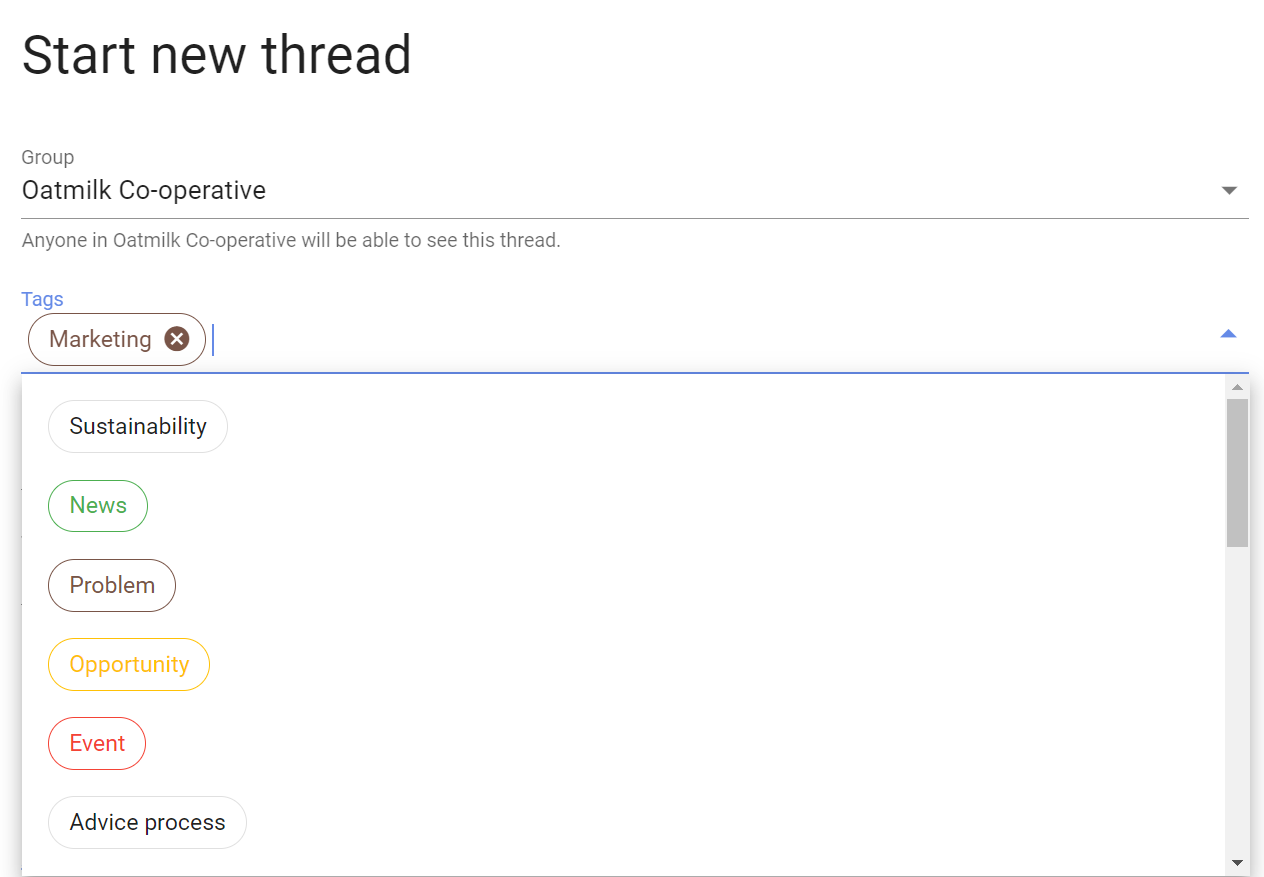 Start new thread
Group
Oatmilk Co-operative
Anyone in Oatmilk Co-operative will be able to see this thread.
Tags
Marketing
Sustainability
News
Problem
Opportunity
Event
Advice process